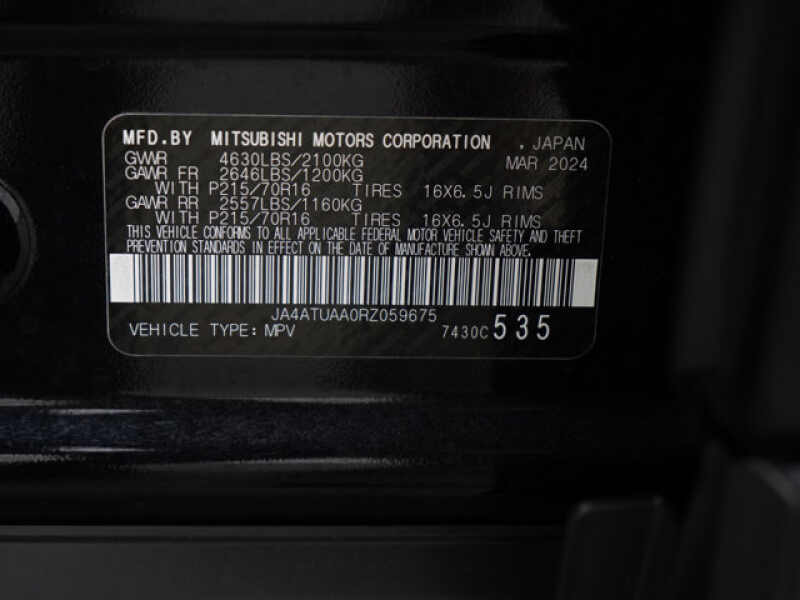 MFD.BY MITSUBISHI MOTORS CORPORATION , JAPAN
GVWR 4630LBS/2100KG MAR 2024
GAWR FR 2646LBS/1200KG
WITH P215/70R16 TIRES 16X6.5J RIMS
GAWR RR 2557LBS/1160KG
WITH P215/70R16 TIRES 16X6.5J RIMS
THIS VEHICLE CONFORMS TO ALL APPLICABLE FEDERAL MOTOR VEHICLE SAFETY AND THEFT
PREVENTION STANDARDS IN EFFECT ON THE DATE OF MANUFACTURE SHOWN ABOVE.
JA4ATUAA0RZ059675
VEHICLE TYPE: MPV 7430C 535